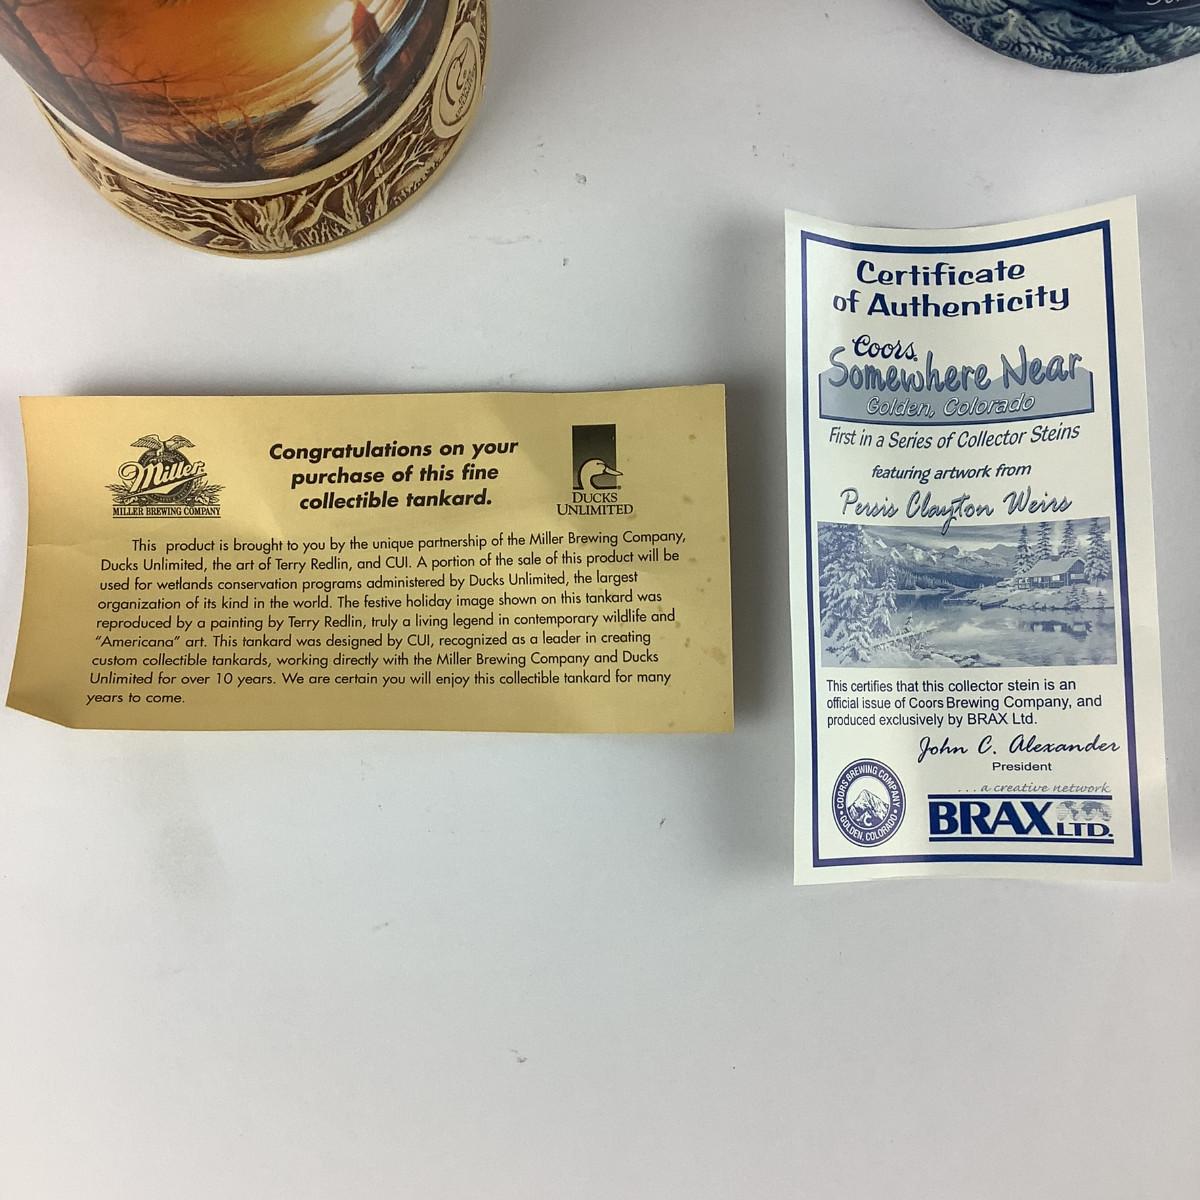 DUCKS UNLIMITED
Miller
MILLER BREWING COMPANY
Congratulations on your
purchase of this fine
collectible tankard.
DUCKS
UNLIMITED
This product is brought to you by the unique partnership of the Miller Brewing Company,
Ducks Unlimited, the art of Terry Redlin, and CUI. A portion of the sale of this product will be
used for wetlands conservation programs administered by Ducks Unlimited, the largest
organization of its kind in the world. The festive holiday image shown on this tankard was
reproduced by a painting by Terry Redlin, truly a living legend in contemporary wildlife and
"Americana" art. This tankard was designed by CUI, recognized as a leader in creating
custom collectible tankards, working directly with the Miller Brewing Company and Ducks
Unlimited for over 10 years. We are certain you will enjoy this collectible tankard for many
years to come.
Certificate
of Authenticity
Coors
Somewhere Near
Golden, Colorado
First in a Series of Collector Steins
featuring artwork from
Persis Clayton Weirs
This certifies that this collector stein is an
official issue of Coors Brewing Company, and
produced exclusively by BRAX Ltd.
John C. Alexander
President
COORS BREWING COMPANY
GOLDEN, COLORADO
. . . a creative network
BRAX LTD.